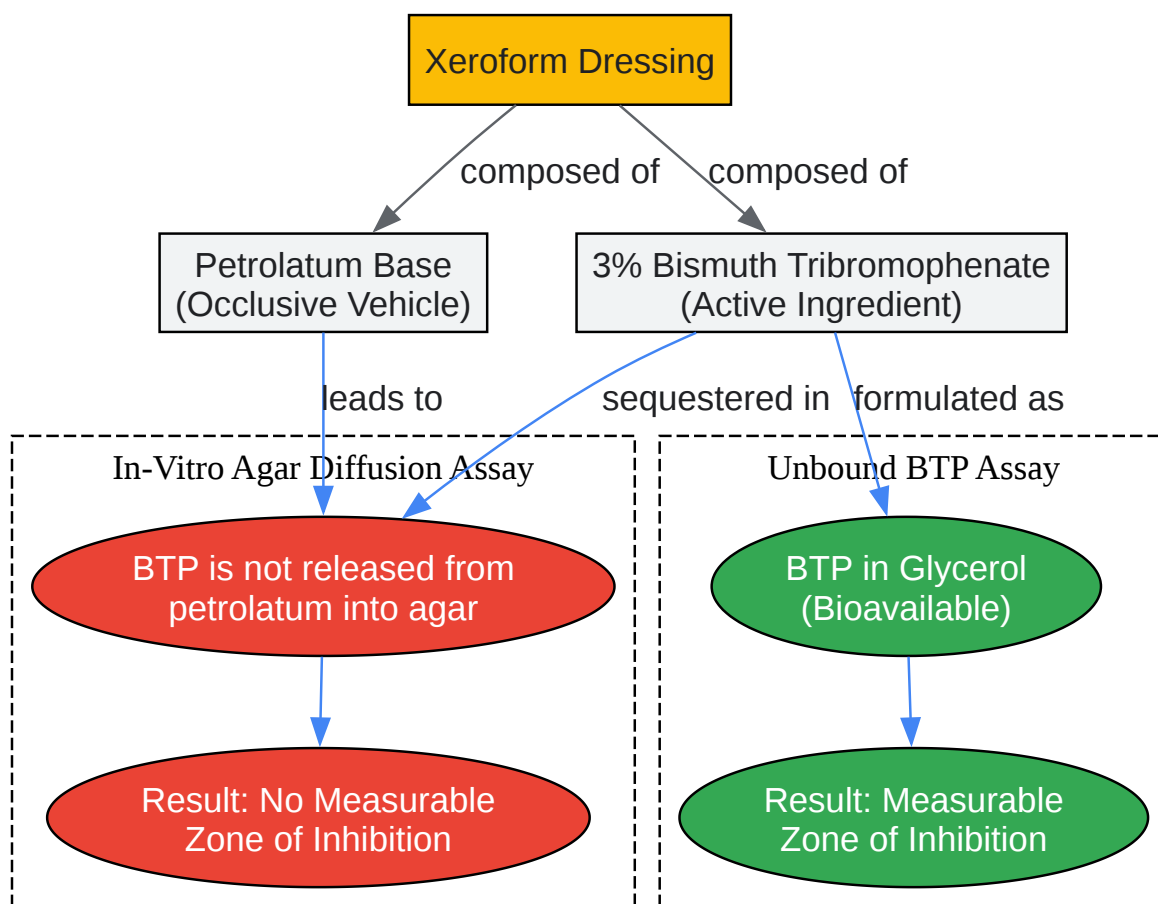 Xeroform Dressing
composed of
composed of
Petrolatum Base
(Occlusive Vehicle)
3% Bismuth Tribromophenate
(Active Ingredient)
leads to
sequestered in
formulated as
In-Vitro Agar Diffusion Assay
Unbound BTP Assay
BTP is not released from
petrolatum into agar
BTP in Glycerol
(Bioavailable)
Result: No Measurable
Zone of Inhibition
Result: Measurable
Zone of Inhibition